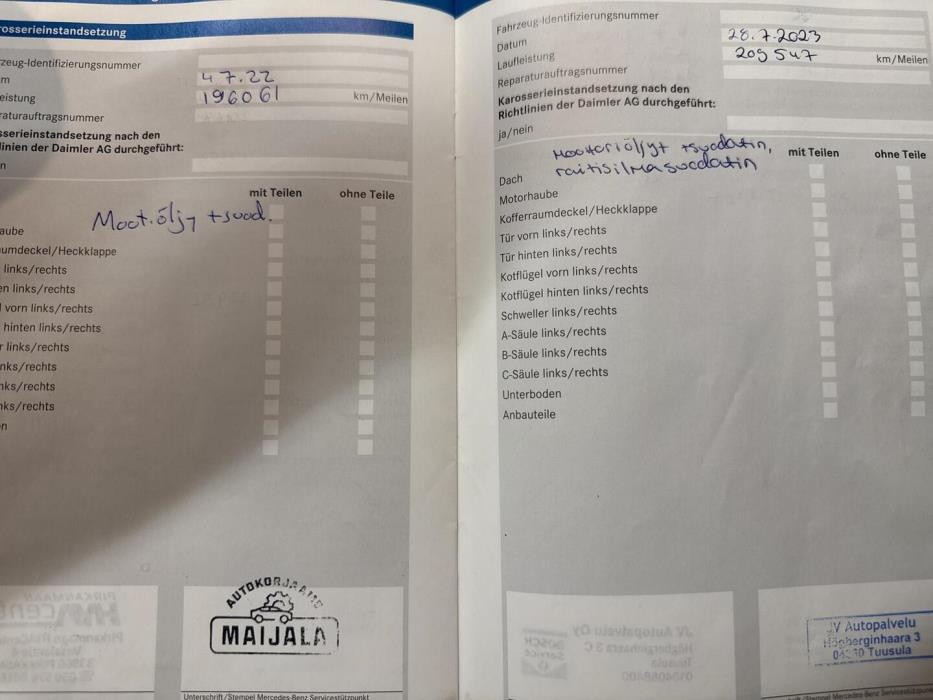 rosserieinstandsetzung
zeug-Identifizierungsnummer
m
4 7.22
eistung
196061
km/Meilen
aturauftragsnummer
sserieinstandsetzung nach den
linien der Daimler AG durchgeführt:
n
mit Teilen
ohne Teile
Moot.öljy +suod.
aube
umdeckel/Heckklappe
links/rechts
en links/rechts
vorn links/rechts
hinten links/rechts
r links/rechts
nks/rechts
nks/rechts
nks/rechts
n
AUTOKORJAAMO
MAIJALA
Unterschrift/Stempel Mercedes-Benz Servicestützpunkt
Fahrzeug-Identifizierungsnummer
Datum
28.7.2023
Laufleistung
209 547
km/Meilen
Reparaturauftragsnummer
Karosserieinstandsetzung nach den
Richtlinien der Daimler AG durchgeführt:
ja/nein
Moottoriöljyt +suodatin,
raitisilmasuodatin
mit Teilen
ohne Teile
Dach
Motorhaube
Kofferraumdeckel/Heckklappe
Tür vorn links/rechts
Tür hinten links/rechts
Kotflügel vorn links/rechts
Kotflügel hinten links/rechts
Schweller links/rechts
A-Säule links/rechts
B-Säule links/rechts
C-Säule links/rechts
Unterboden
Anbauteile
JV Autopalvelu
Högberginhaara 3
Tuusula